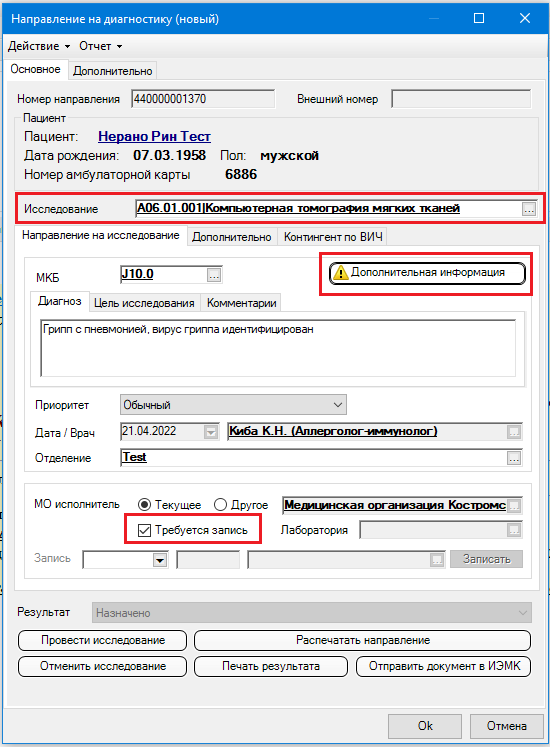 Направление на диагностику (новый)
Действие Отчет
Основное Дополнительно
Номер направления 440000001370 Внешний номер
Пациент
Пациент: Нерано Рин Тест
Дата рождения: 07.03.1958 Пол: мужской
Номер амбулаторной карты 6886
Исследование A06.01.001|Компьютерная томография мягких тканей ...
Направление на исследование Дополнительно Контингент по ВИЧ
МКБ J10.0 ... Дополнительная информация
Диагноз Цель исследования Комментарии
Грипп с пневмонией, вирус гриппа идентифицирован
Приоритет Обычный
Дата / Врач 21.04.2022 Киба К.Н. (Аллерголог-иммунолог) ...
Отделение Test ...
МО исполнитель Текущее Другое Медицинская организация Костромс ...
Требуется запись Лаборатория ...
Запись ... Записать
Результат Назначено
Провести исследование Распечатать направление
Отменить исследование Печать результата Отправить документ в ИЭМК
Ok Отмена